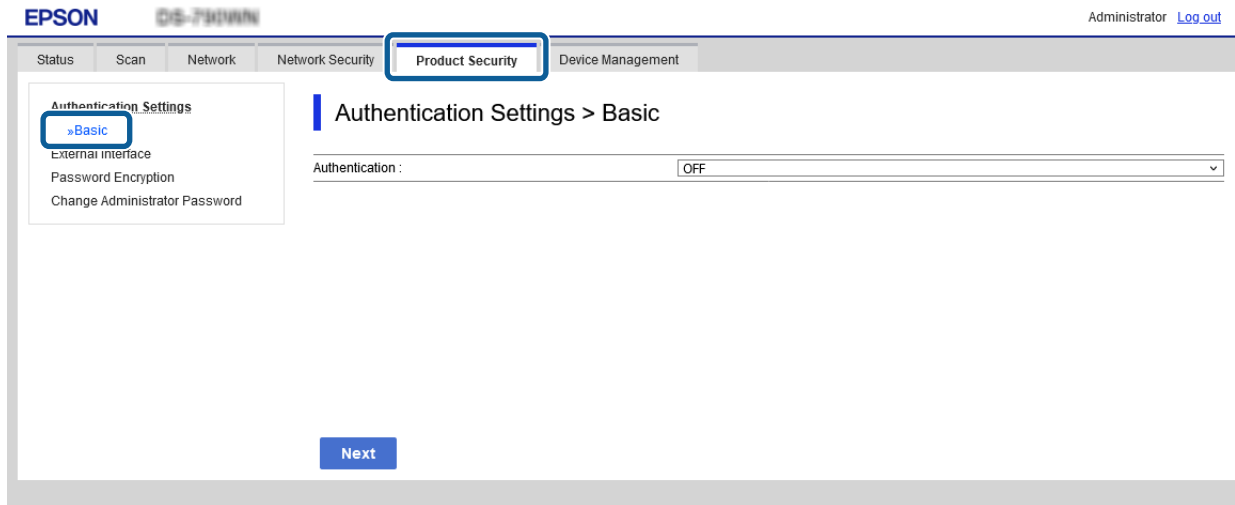 EPSON
Administrator Log out
Status Scan Network Network Security Product Security Device Management
Authentication Settings
»Basic
External Interface
Password Encryption
Change Administrator Password
Authentication Settings > Basic
Authentication : OFF
Next